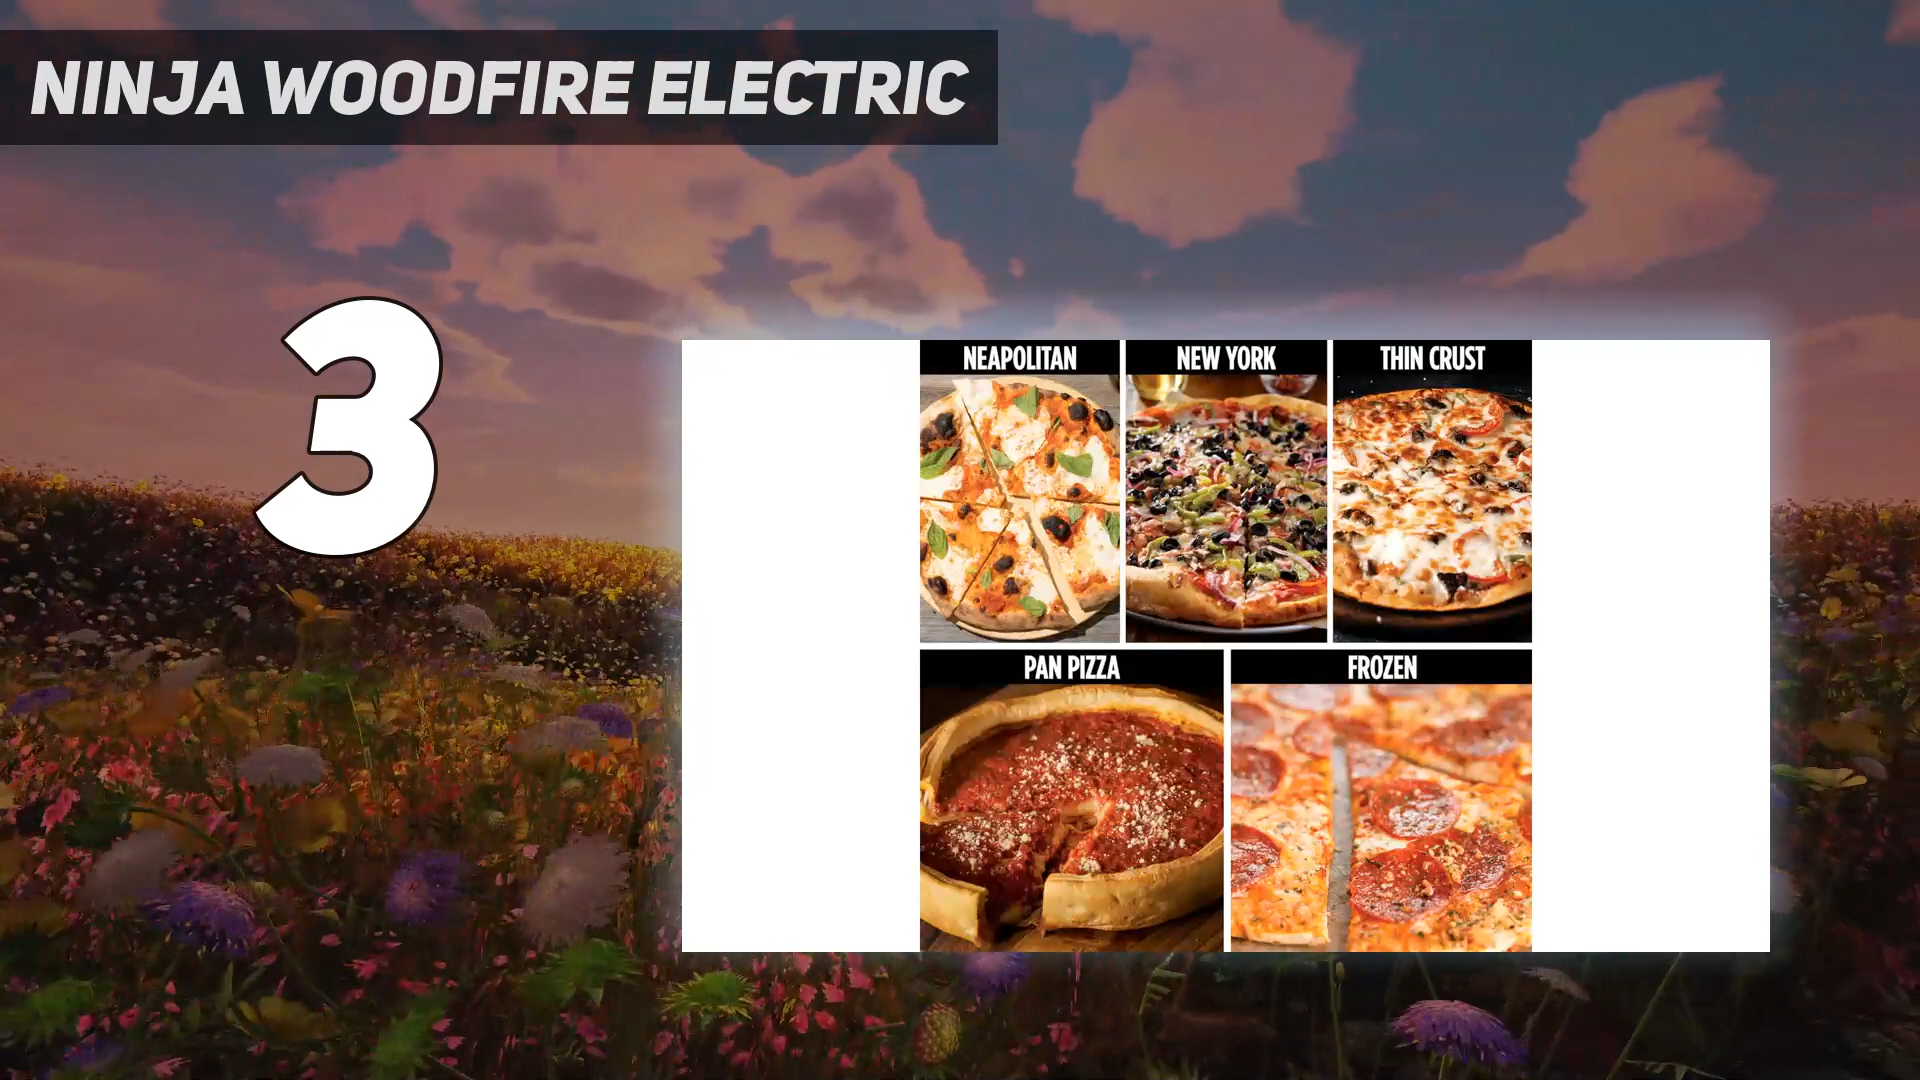 NINJA WOODFIRE ELECTRIC
3
NEAPOLITAN
NEW YORK
THIN CRUST
PAN PIZZA
FROZEN